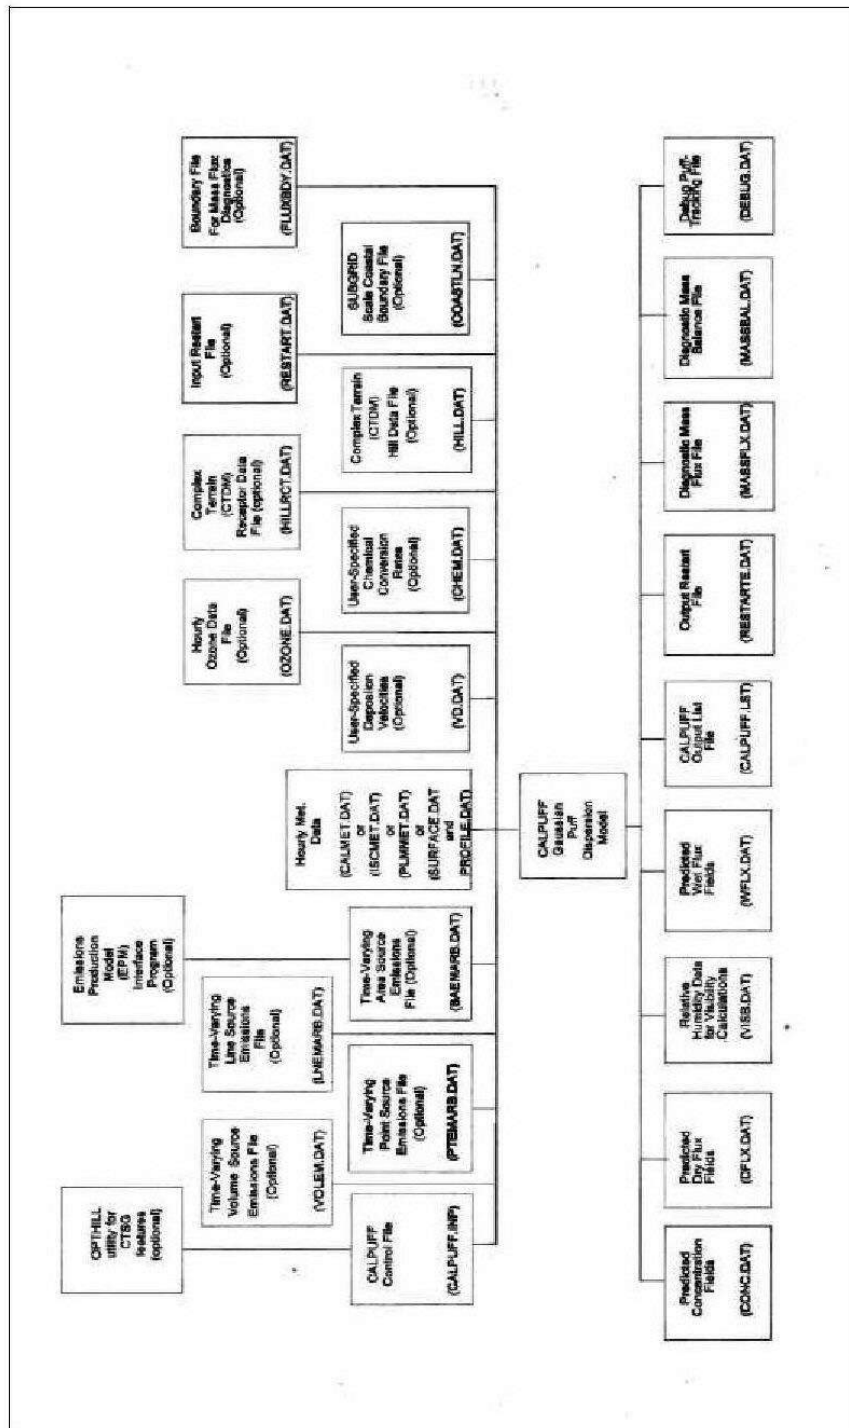 OPTHILL
utility for
CTSG
features
(optional)
Emissions
Production
Model
(EPM)
Interface
Program
(Optional)
Time-Varying
Volume Source
Emissions File
(Optional)
(VOLEM.DAT)
Time-Varying
Line Source
Emissions
File
(Optional)
(LNEMARB.DAT)
Hourly
Ozone Data
File
(Optional)
(OZONE.DAT)
Complex
Terrain
(CTDM)
Receptor Data
File (optional)
(HILLRCT.DAT)
Input Restart
File
(Optional)
(RESTART.DAT)
Boundary File
For Mass Flux
Diagnostics
(Optional)
(FLUXBDY.DAT)
CALPUFF
Control File
(CALPUFF.INP)
Time-Varying
Point Source
Emissions File
(Optional)
(PTEMARB.DAT)
Time-Varying
Area Source
Emissions
File (Optional)
(BAEMARB.DAT)
Hourly Met.
Data
(CALMET.DAT)
or
(ISCMET.DAT)
or
(PLMMET.DAT)
or
(SURFACE.DAT
and
PROFILE.DAT)
User-Specified
Deposition
Velocities
(Optional)
(VD.DAT)
User-Specified
Chemical
Conversion
Rates
(Optional)
(CHEM.DAT)
Complex Terrain
(CTDM)
Hill Data File
(Optional)
(HILL.DAT)
SUBGRID
Scale Coastal
Boundary File
(Optional)
(COASTLN.DAT)
CALPUFF
Gaussian
Puff
Dispersion
Model
Predicted
Concentration
Fields
(CONC.DAT)
Predicted
Dry Flux
Fields
(DFLX.DAT)
Relative
Humidity Data
for Visibility
Calculations
(VISB.DAT)
Predicted
Wet Flux
Fields
(WFLX.DAT)
CALPUFF
Output List
File
(CALPUFF.LST)
Output Restart
File
(RESTARTE.DAT)
Diagnostic Mass
Flux File
(MASSFLX.DAT)
Diagnostic Mass
Balance File
(MASSBAL.DAT)
Debug Puff-
Tracking File
(DEBUG.DAT)